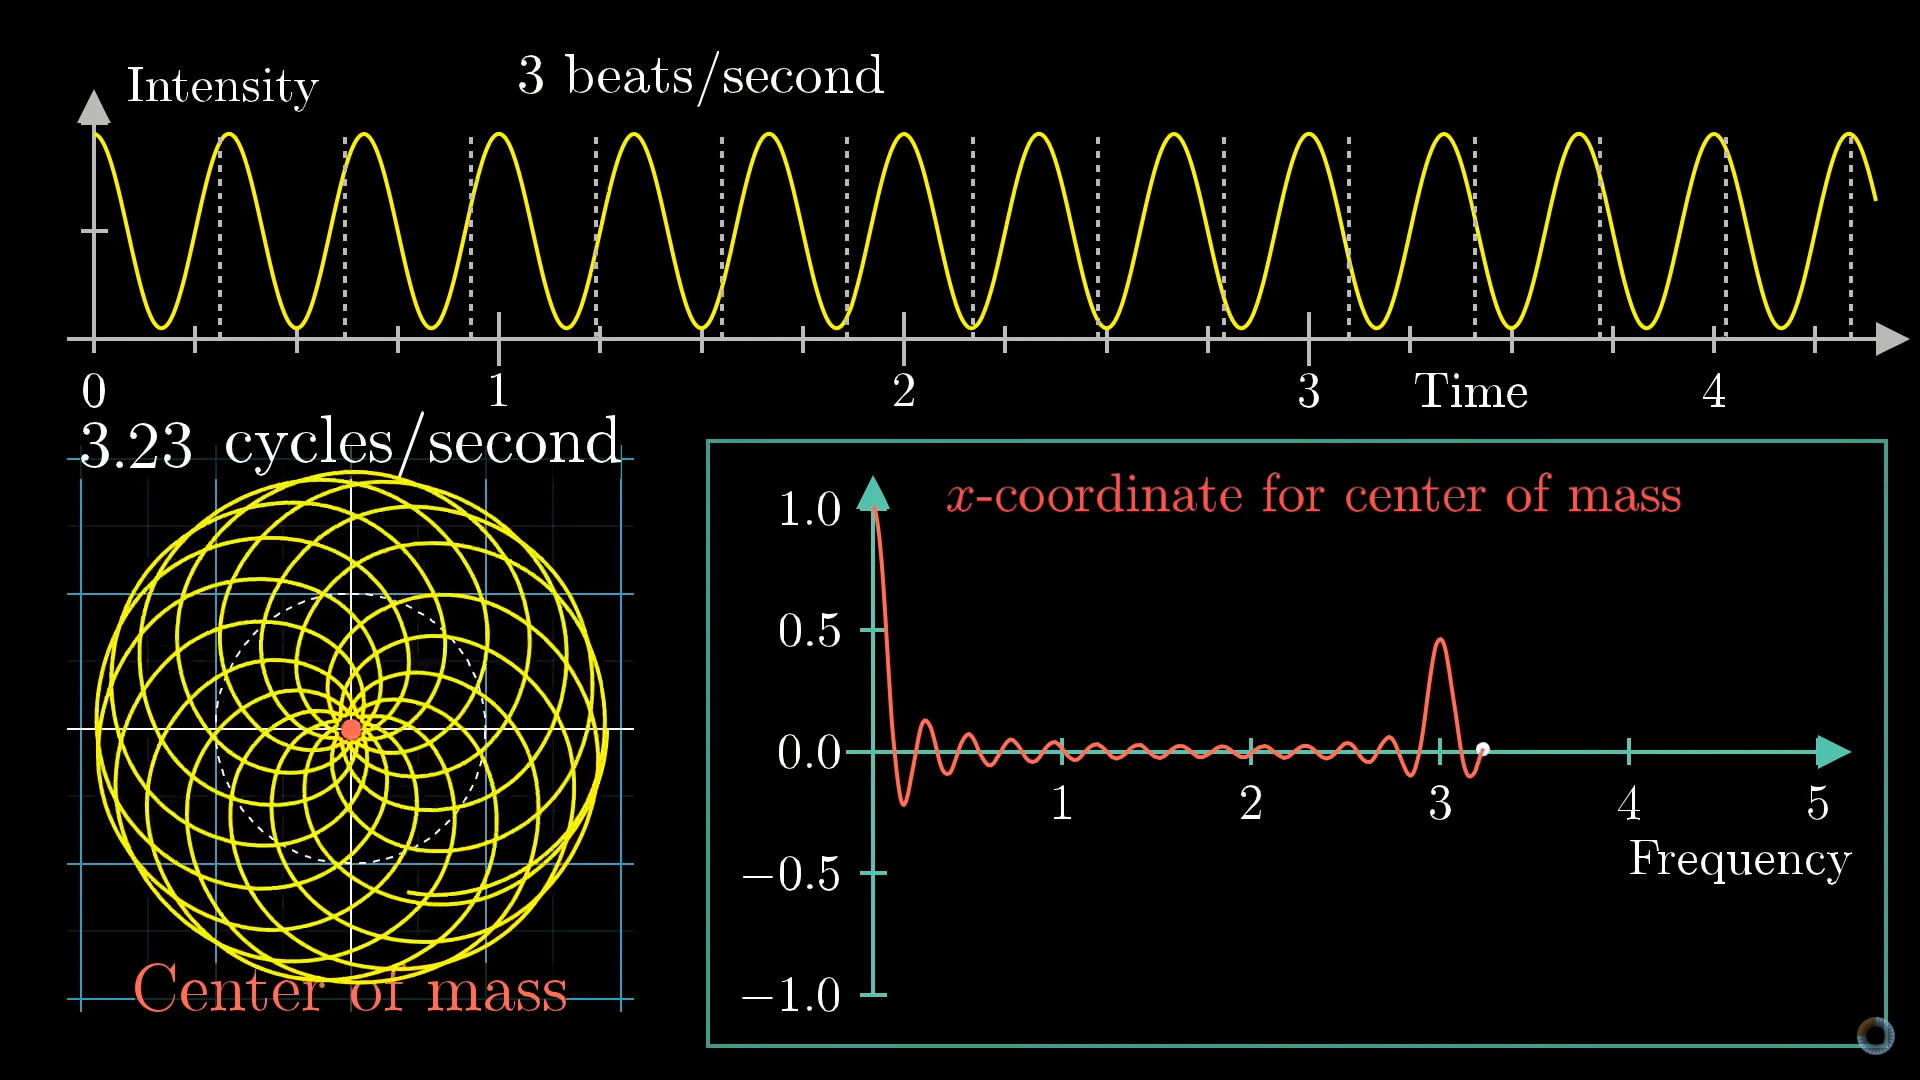 Intensity
3 beats/second
0 1 2 3 Time 4
3.23 cycles/second
Center of mass
x-coordinate for center of mass
1.0
0.5
0.0
1 2 3 4 5
Frequency
−0.5
−1.0